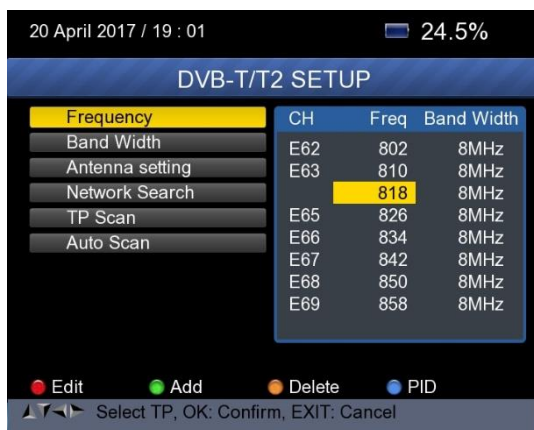 20 April 2017 / 19 : 01 24.5%
DVB-T/T2 SETUP
Frequency
Band Width
Antenna setting
Network Search
TP Scan
Auto Scan
CH Freq Band Width
E62 802 8MHz
E63 810 8MHz
818 8MHz
E65 826 8MHz
E66 834 8MHz
E67 842 8MHz
E68 850 8MHz
E69 858 8MHz
Edit Add Delete PID
Select TP, OK: Confirm, EXIT: Cancel